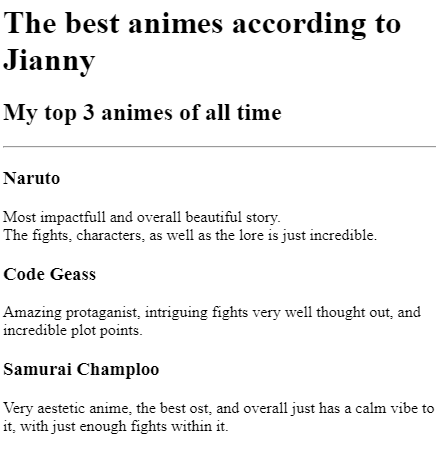 The best animes according to
Jianny
My top 3 animes of all time
Naruto
Most impactfull and overall beautiful story.
The fights, characters, as well as the lore is just incredible.
Code Geass
Amazing protaganist, intriguing fights very well thought out, and
incredible plot points.
Samurai Champloo
Very aestetic anime, the best ost, and overall just has a calm vibe to
it, with just enough fights within it.